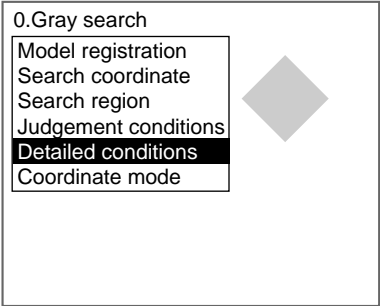 0.Gray search
Model registration
Search coordinate
Search region
Judgement conditions
Detailed conditions
Coordinate mode